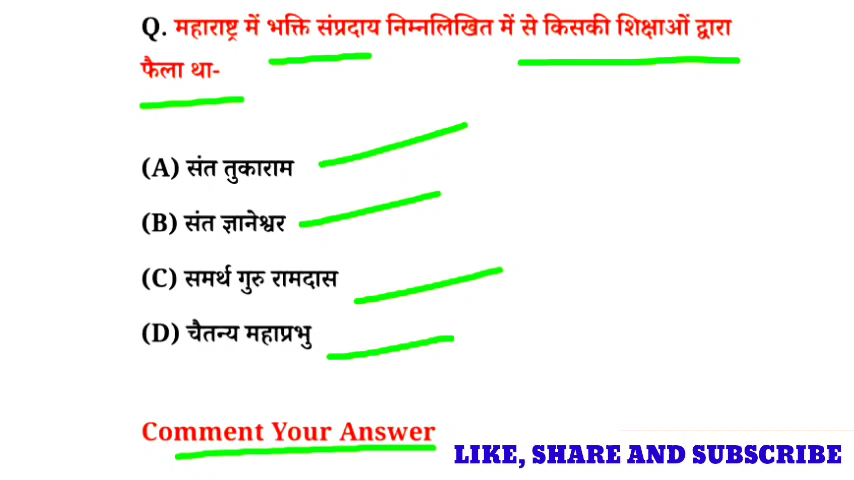 Q. महाराष्ट्र में भक्ति संप्रदाय निम्नलिखित में से किसकी शिक्षाओं द्वारा
फैला था-
(A) संत तुकाराम
(B) संत ज्ञानेश्वर
(C) समर्थ गुरु रामदास
(D) चैतन्य महाप्रभु
Comment Your Answer
LIKE, SHARE AND SUBSCRIBE